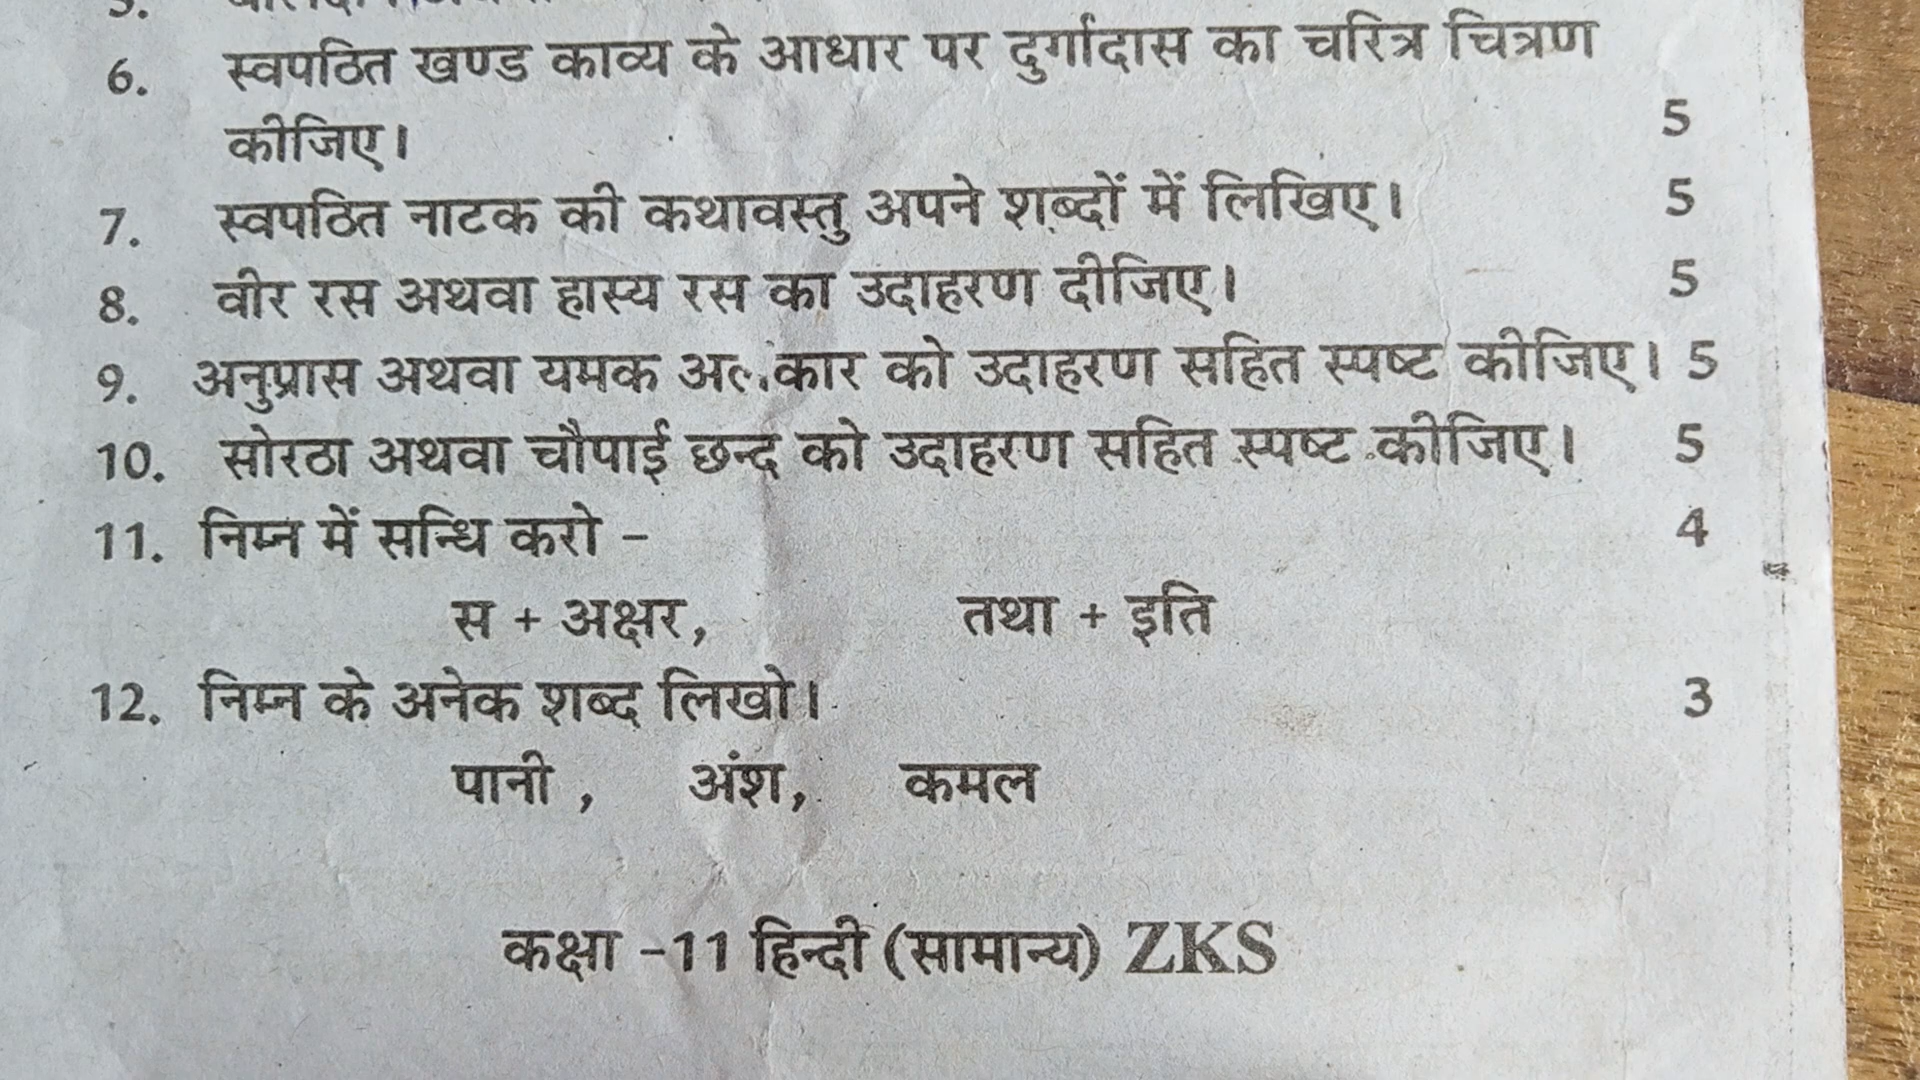 6. स्वपठित खण्ड काव्य के आधार पर दुर्गादास का चरित्र चित्रण
कीजिए। 5
7. स्वपठित नाटक की कथावस्तु अपने शब्दों में लिखिए। 5
8. वीर रस अथवा हास्य रस का उदाहरण दीजिए। 5
9. अनुप्रास अथवा यमक अलंकार को उदाहरण सहित स्पष्ट कीजिए। 5
10. सोरठा अथवा चौपाई छन्द को उदाहरण सहित स्पष्ट कीजिए। 5
11. निम्न में सन्धि करो - 4
स + अक्षर, तथा + इति
12. निम्न के अनेक शब्द लिखो। 3
पानी , अंश, कमल
कक्षा -11 हिन्दी (सामान्य) ZKS